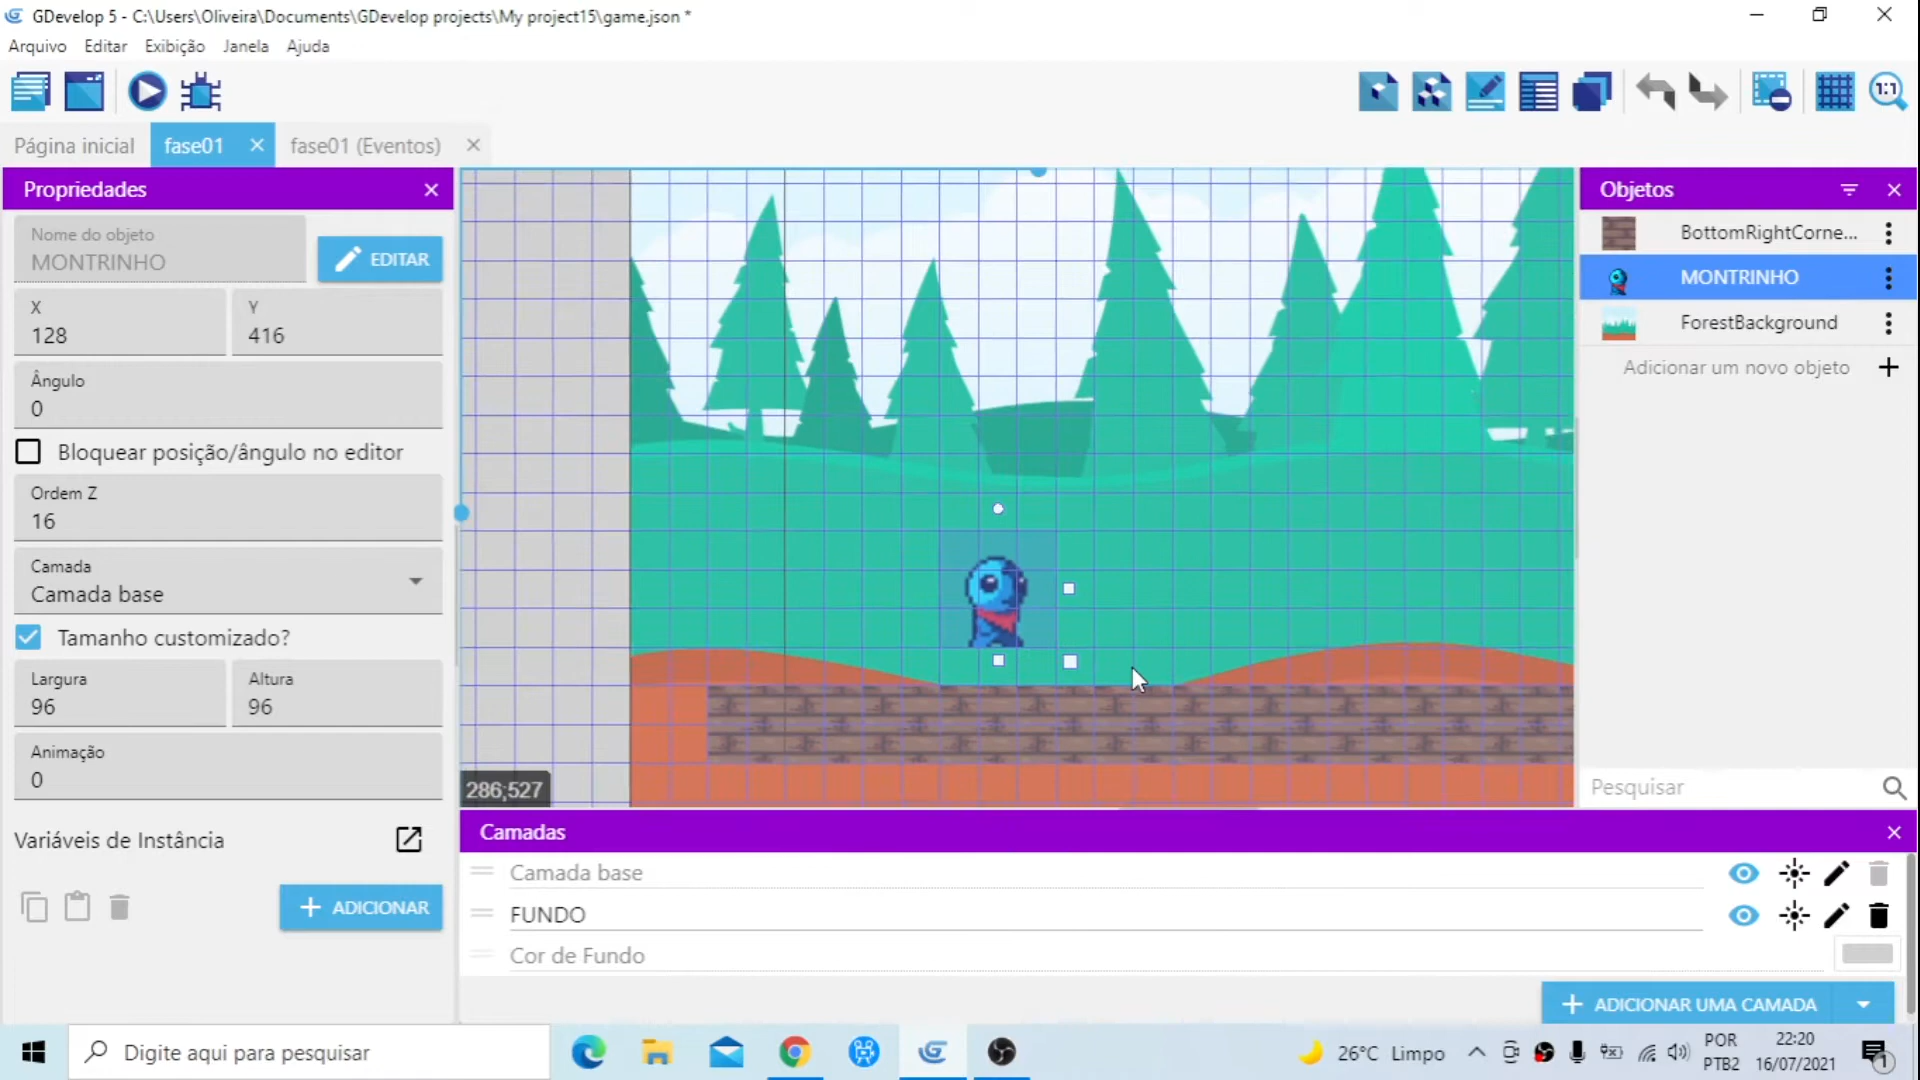 GDevelop 5 - C:\Users\Oliveira\Documents\GDevelop projects\My project15\game.json *
Arquivo Editar Exibição Janela Ajuda
1:1
Página inicial fase01 fase01 (Eventos)
Propriedades
Nome do objeto
MONTRINHO
EDITAR
X
128
Y
416
Ângulo
0
Bloquear posição/ângulo no editor
Ordem Z
16
Camada
Camada base
Tamanho customizado?
Largura
96
Altura
96
Animação
0
Variáveis de Instância
ADICIONAR
286;527
Objetos
BottomRightCorne...
MONTRINHO
ForestBackground
Adicionar um novo objeto
Pesquisar
Camadas
Camada base
FUNDO
Cor de Fundo
ADICIONAR UMA CAMADA
Digite aqui para pesquisar
26°C Limpo
POR
PTB2
22:20
16/07/2021
1